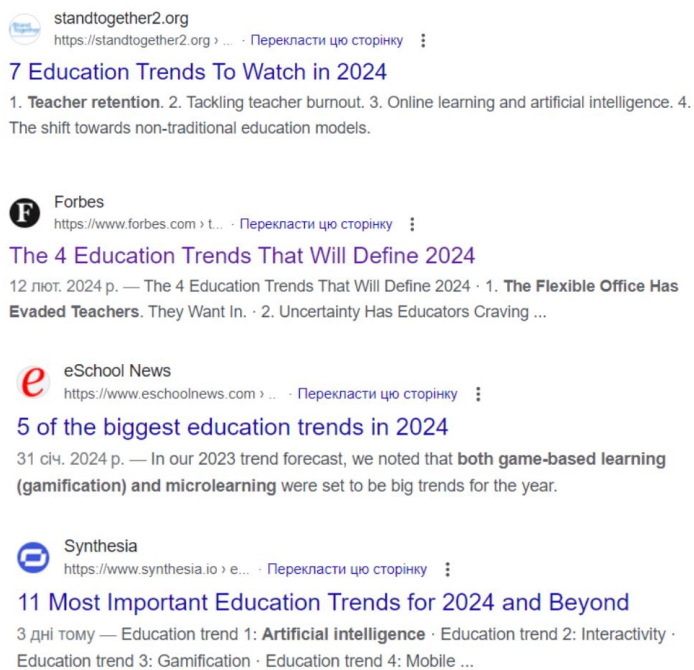 standtogether2.org
https://standtogether2.org › ... · Перекласти цю сторінку
7 Education Trends To Watch in 2024
1. Teacher retention. 2. Tackling teacher burnout. 3. Online learning and artificial intelligence. 4.
The shift towards non-traditional education models.
Forbes
https://www.forbes.com › t... · Перекласти цю сторінку
The 4 Education Trends That Will Define 2024
12 лют. 2024 р. — The 4 Education Trends That Will Define 2024 · 1. The Flexible Office Has
Evaded Teachers. They Want In. · 2. Uncertainty Has Educators Craving ...
eSchool News
https://www.eschoolnews.com › .. · Перекласти цю сторінку
5 of the biggest education trends in 2024
31 січ. 2024 р. — In our 2023 trend forecast, we noted that both game-based learning
(gamification) and microlearning were set to be big trends for the year.
Synthesia
https://www.synthesia.io › e... · Перекласти цю сторінку
11 Most Important Education Trends for 2024 and Beyond
3 дні тому — Education trend 1: Artificial intelligence · Education trend 2: Interactivity ·
Education trend 3: Gamification · Education trend 4: Mobile ...